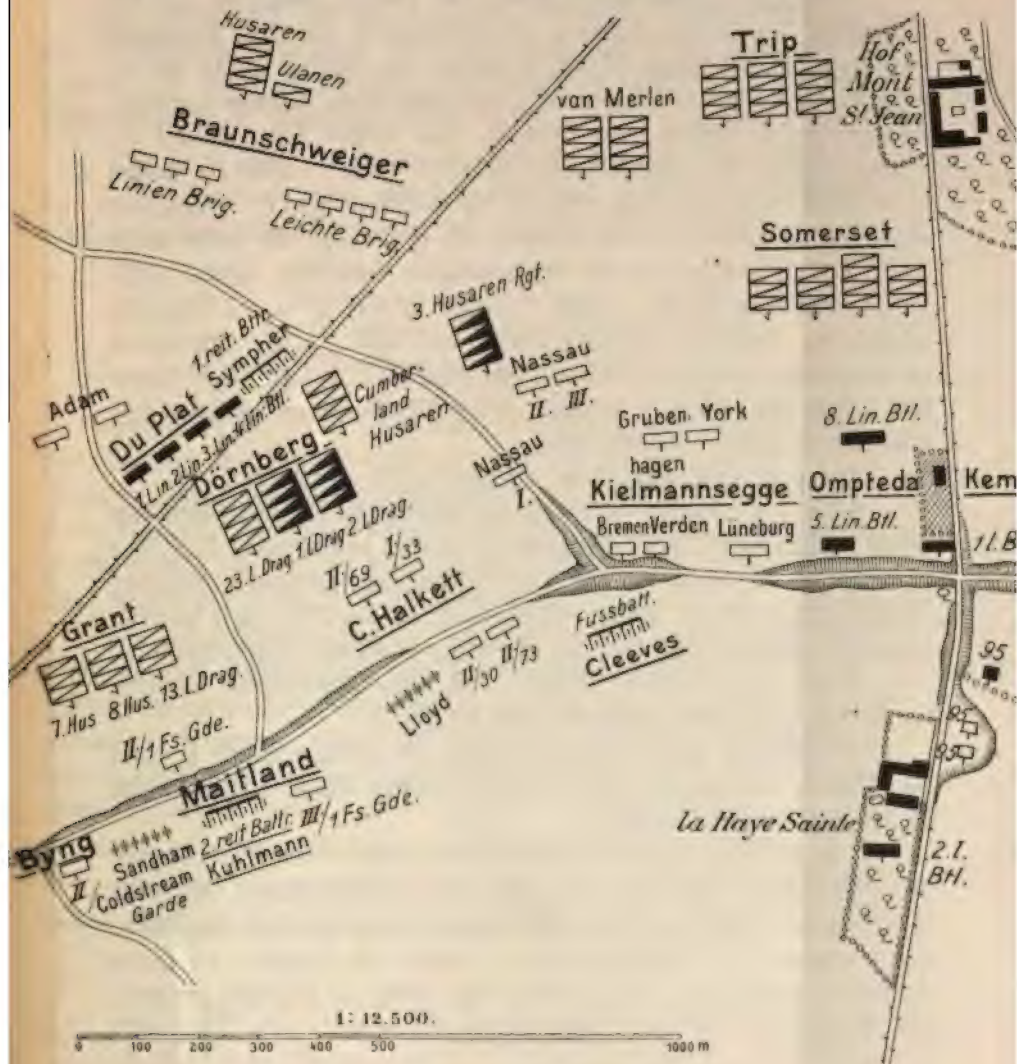 Husaren
Ulanen
Braunschweiger
Linien Brig.
Leichte Brig.
van Merlen
Trip
Hof
Mont
St Jean
Somerset
3. Husaren Rgt.
Nassau
II. III.
1. reit. Bttr.
Sympher
Adam
Du Plat
1. Lin. 2 Lin. 3. Lin. 4 Lin. Btl.
Cumber-
land
Husaren
Dörnberg
23. l. Drag. 1 l. Drag. 2 l. Drag.
Nassau
I.
Gruben York
hagen
8. Lin. Btl.
Kielmannsegge
Ompteda
Kem
Bremen Verden
Lüneburg
5. Lin. Btl.
1 l. B
I/33
II/69
C. Halkett
Grant
7. Hus 8 Hus. 13. l. Drag.
Fussbatt.
Cleeves
II/30 II/73
Lloyd
95
95
95
II/1 Fs. Gde.
Maitland
III/1 Fs. Gde.
2. reit Battr.
Kuhlmann
Byng
Sandham
II/
Coldstream
Garde
la Haye Sainte
2. l.
Btl.
1: 12.500.
0 100 200 300 400 500 1000 m